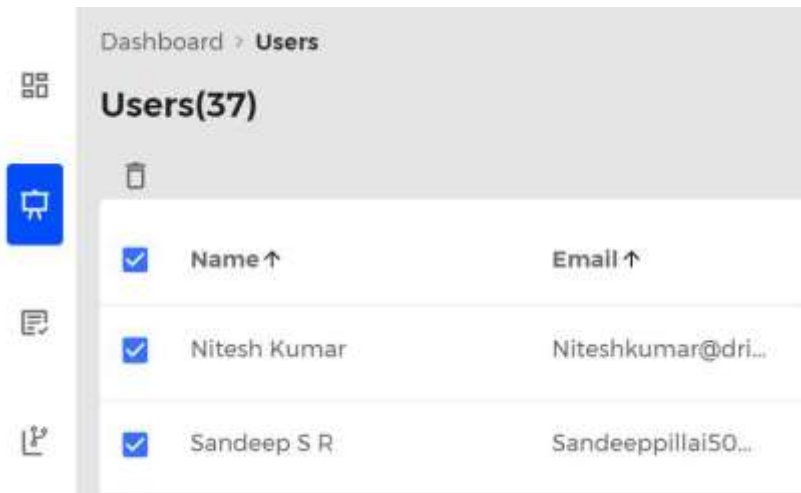 Dashboard > Users
Users(37)
Name↑ Email↑
Nitesh Kumar Niteshkumar@dri...
Sandeep S R Sandeeppillai50...